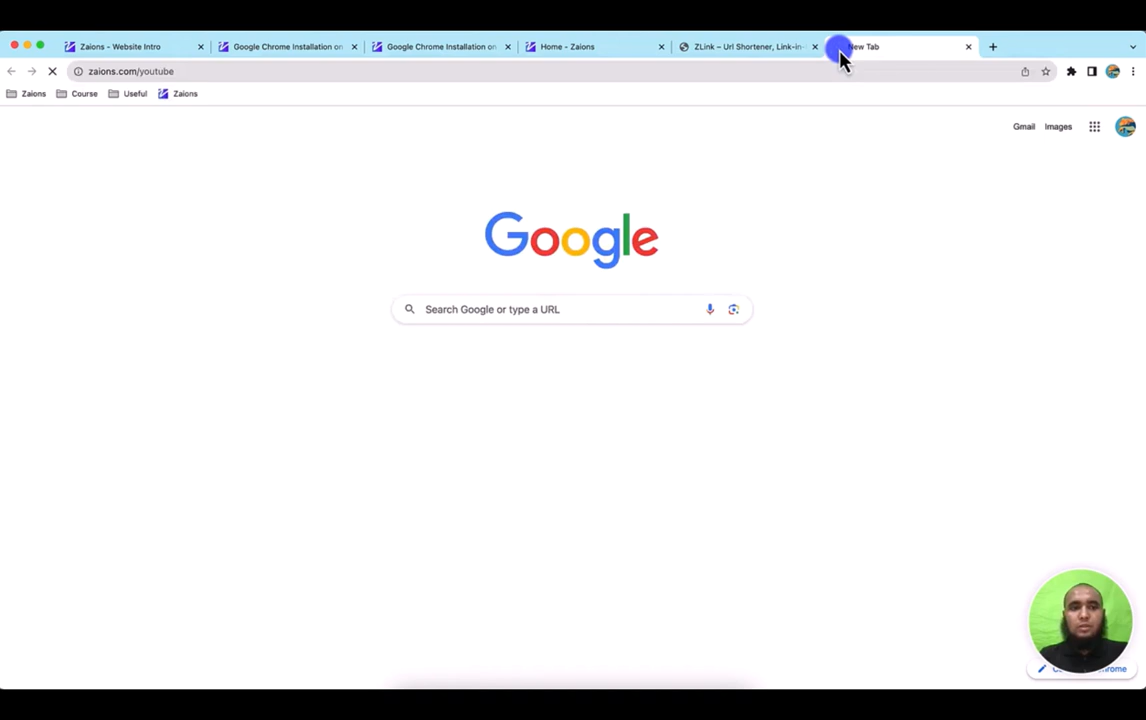 Zaions - Website Intro
Google Chrome Installation on
Google Chrome Installation on
Home - Zaions
ZLink – Url Shortener, Link-in-
New Tab
zaions.com/youtube
Zaions
Course
Useful
Zaions
Gmail
Images
Google
Search Google or type a URL